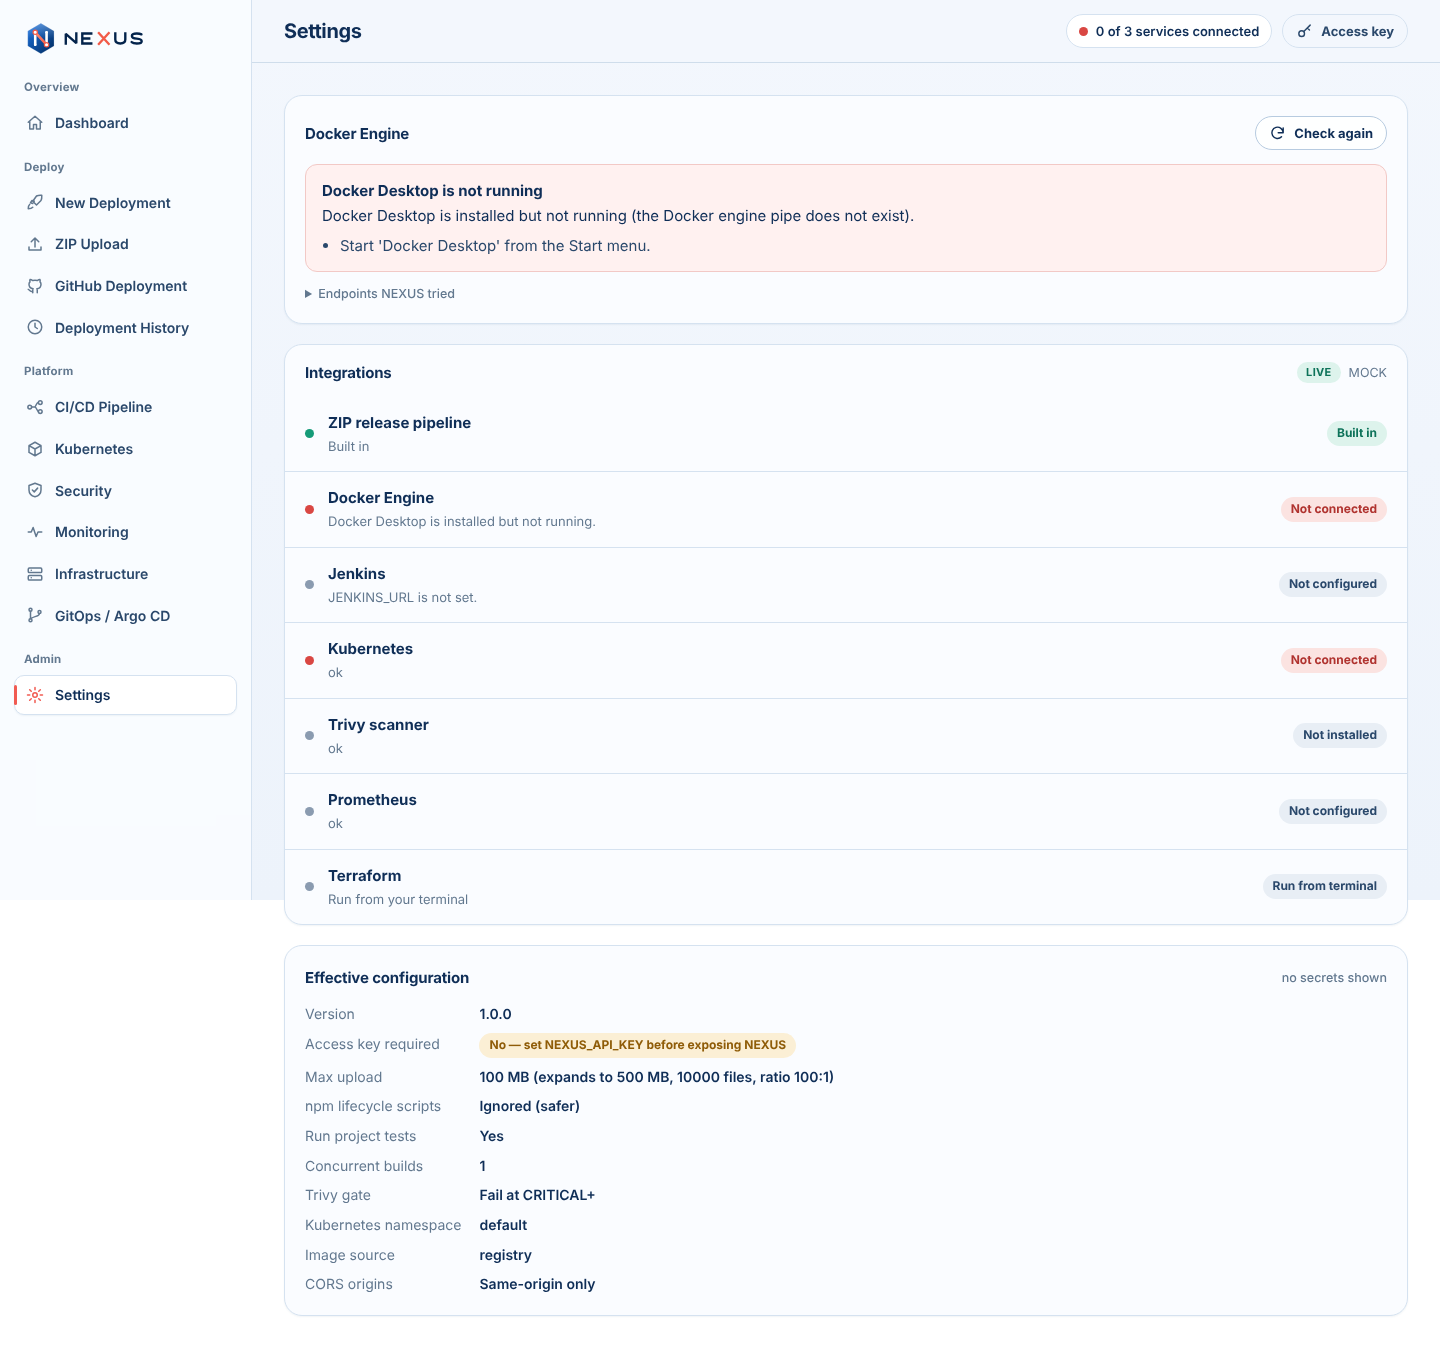 NEXUS
Overview
Dashboard
Deploy
New Deployment
ZIP Upload
GitHub Deployment
Deployment History
Platform
CI/CD Pipeline
Kubernetes
Security
Monitoring
Infrastructure
GitOps / Argo CD
Admin
Settings
Settings
0 of 3 services connected
Access key
Docker Engine
Check again
Docker Desktop is not running
Docker Desktop is installed but not running (the Docker engine pipe does not exist).
• Start 'Docker Desktop' from the Start menu.
Endpoints NEXUS tried
Integrations
LIVE MOCK
ZIP release pipeline
Built in
Built in
Docker Engine
Docker Desktop is installed but not running.
Not connected
Jenkins
JENKINS_URL is not set.
Not configured
Kubernetes
ok
Not connected
Trivy scanner
ok
Not installed
Prometheus
ok
Not configured
Terraform
Run from your terminal
Run from terminal
Effective configuration
no secrets shown
Version 1.0.0
Access key required No — set NEXUS_API_KEY before exposing NEXUS
Max upload 100 MB (expands to 500 MB, 10000 files, ratio 100:1)
npm lifecycle scripts Ignored (safer)
Run project tests Yes
Concurrent builds 1
Trivy gate Fail at CRITICAL+
Kubernetes namespace default
Image source registry
CORS origins Same-origin only